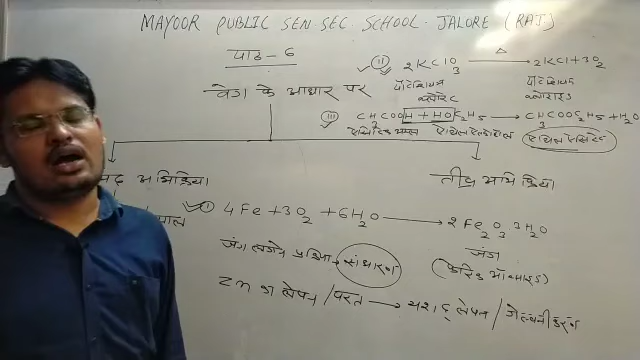 MAYOOR PUBLIC SEN. SEC. SCHOOL. JALORE (RAJ)
पाठ - 6
वेग के आधार पर
मंद अभिक्रिया
तीव्र अभिक्रिया
(II) 2KClO3 —Δ→ 2KCl + 3O2
पोटेशियम क्लोरेट
पोटेशियम क्लोराइड
(III) CH3COOH + HOC2H5 → CH3COOC2H5 + H2O
एसिटिक अम्ल एथिल एल्कोहॉल एथिल एसिटेट
(I) 4Fe + 3O2 + 6H2O → 2Fe2O3 3H2O
जंग
(फेरिक ऑक्साइड)
जंग लगने प्रक्रिया संक्षारण
Zn का लेपन / परत → यशद् लेपन /